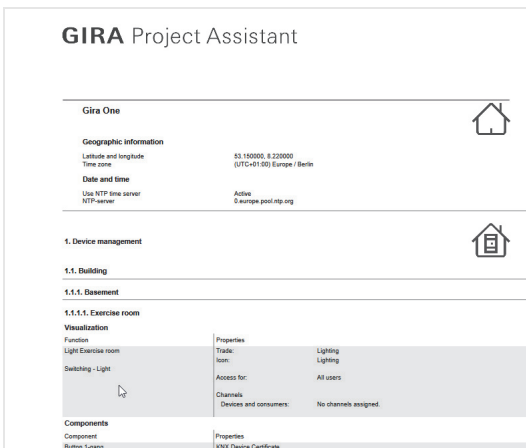 GIRA Project Assistant
Gira One
Geographic information
Latitude and longitude 53.150000, 8.220000
Time zone (UTC+01:00) Europe / Berlin
Date and time
Use NTP time server Active
NTP-server 0.europe.pool.ntp.org
1. Device management
1.1. Building
1.1.1. Basement
1.1.1.1. Exercise room
Visualization
Function Properties
Light Exercise room Trade: Lighting
Icon: Lighting
Switching - Light
Access for: All users
Channels
Devices and consumers: No channels assigned.
Components
Component Properties
Button 1-gang KNX Device Certificate